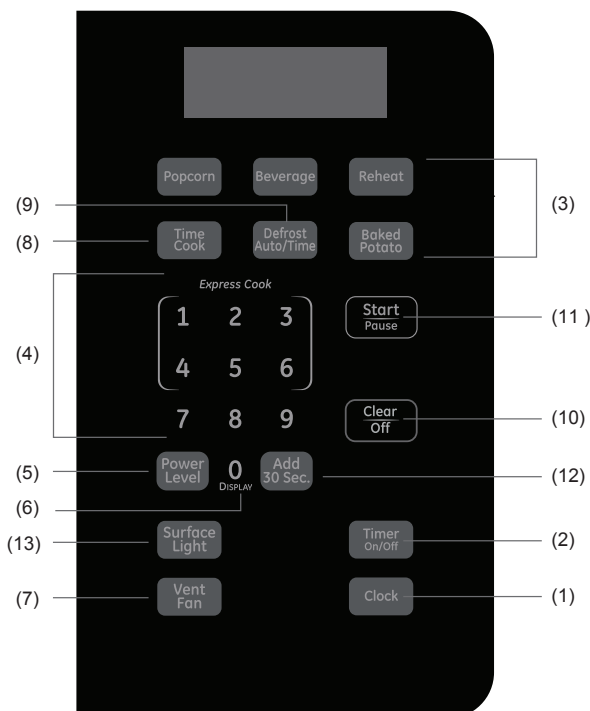 Popcorn Beverage Reheat
(9)
(3)
(8)
Time
Cook
Defrost
Auto/Time
Baked
Potato
Express Cook
1 2 3
Start
Pause
(11 )
(4)
4 5 6
7 8 9
Clear
Off
(10)
(5)
Power
Level
0
DISPLAY
Add
30 Sec.
(12)
(6)
(13)
Surface
Light
Timer
On/Off
(2)
(7)
Vent
Fan
Clock
(1)